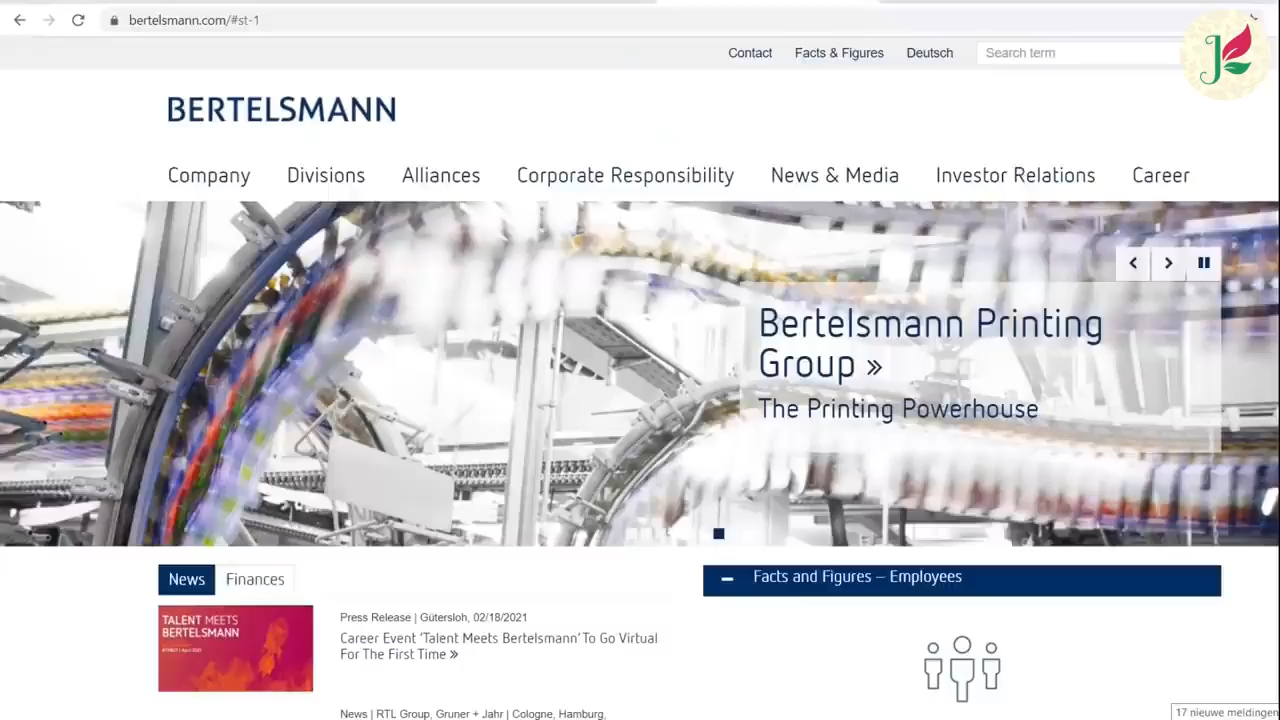 bertelsmann.com/#st-1
Contact Facts & Figures Deutsch Search term
BERTELSMANN
Company Divisions Alliances Corporate Responsibility News & Media Investor Relations Career
Bertelsmann Printing
Group »
The Printing Powerhouse
News Finances
Facts and Figures – Employees
TALENT MEETS
BERTELSMANN
Press Release | Gütersloh, 02/18/2021
Career Event ‘Talent Meets Bertelsmann’ To Go Virtual
For The First Time »
News | RTL Group, Gruner + Jahr | Cologne, Hamburg,
17 nieuwe meldingen